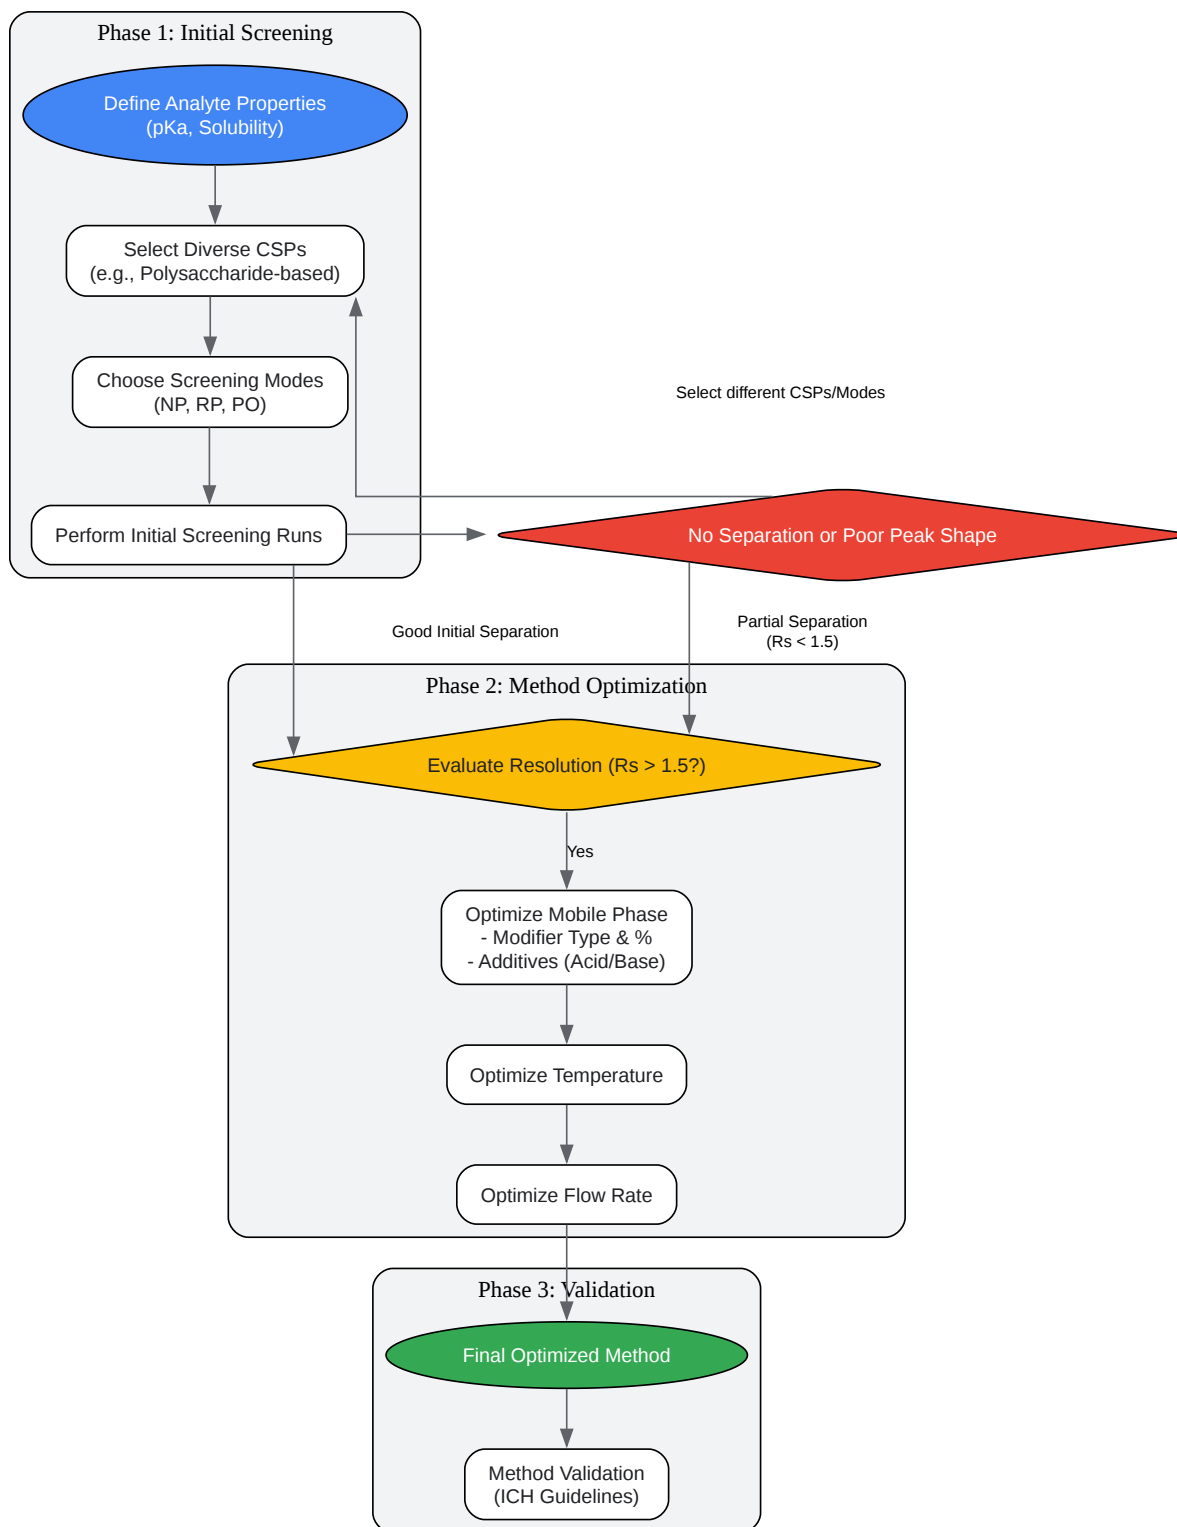 Phase 1: Initial Screening
Define Analyte Properties
(pKa, Solubility)
Select Diverse CSPs
(e.g., Polysaccharide-based)
Choose Screening Modes
(NP, RP, PO)
Select different CSPs/Modes
Perform Initial Screening Runs
No Separation or Poor Peak Shape
Good Initial Separation
Partial Separation
(Rs < 1.5)
Phase 2: Method Optimization
Evaluate Resolution (Rs > 1.5?)
Yes
Optimize Mobile Phase
- Modifier Type & %
- Additives (Acid/Base)
Optimize Temperature
Optimize Flow Rate
Phase 3: Validation
Final Optimized Method
Method Validation
(ICH Guidelines)